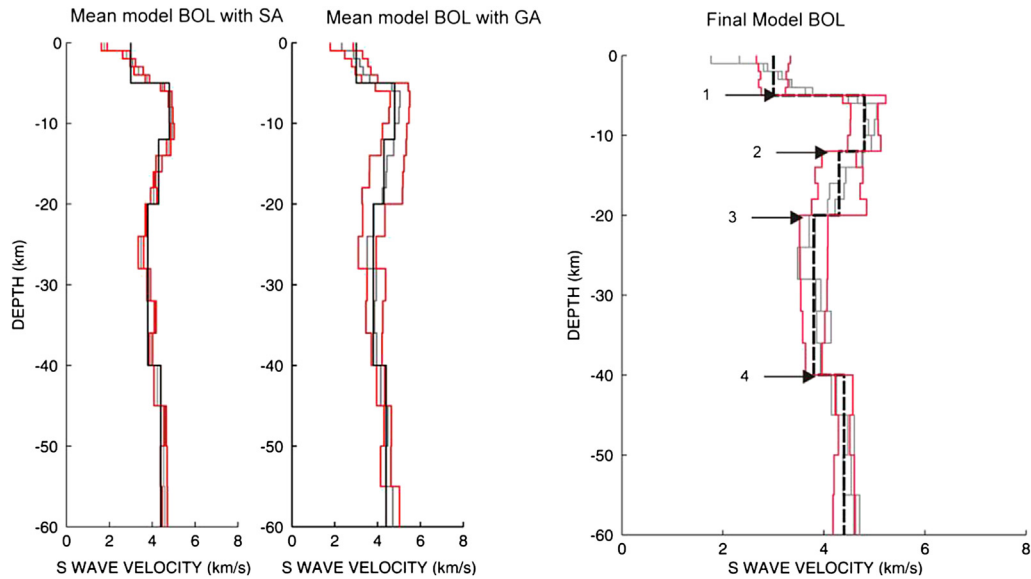 Mean model BOL with SA
Mean model BOL with GA
Final Model BOL
0
-10
-20
-30
-40
-50
-60
DEPTH (km)
0 2 4 6 8
S WAVE VELOCITY (km/s)
0
-10
-20
-30
-40
-50
-60
0 2 4 6 8
S WAVE VELOCITY (km/s)
0
-10
-20
-30
-40
-50
-60
DEPTH (km)
1
2
3
4
0 2 4 6 8
S WAVE VELOCITY (km/s)